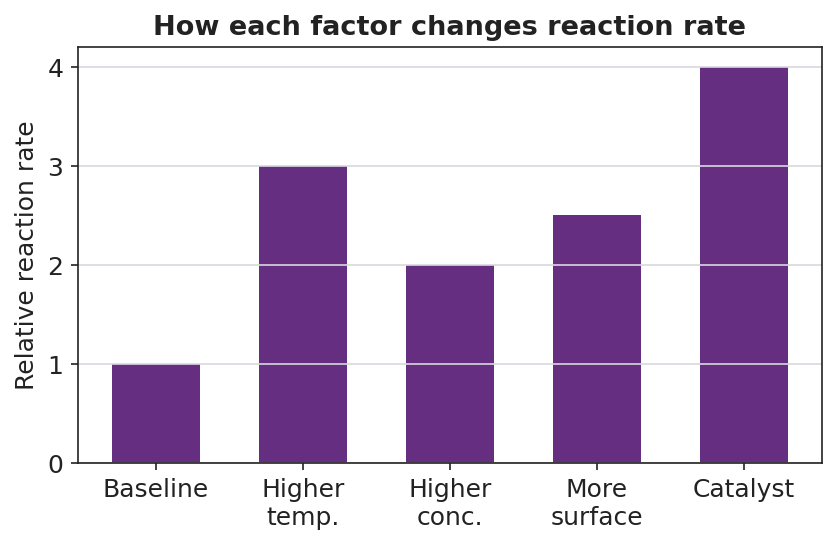 How each factor changes reaction rate
Relative reaction rate
4
3
2
1
0
Baseline
Higher
temp.
Higher
conc.
More
surface
Catalyst